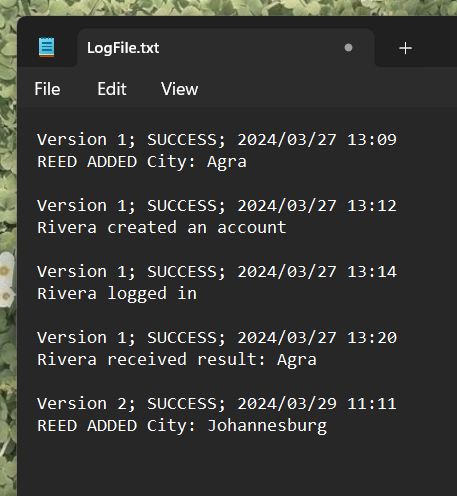 LogFile.txt
File Edit View
Version 1; SUCCESS; 2024/03/27 13:09
REED ADDED City: Agra
Version 1; SUCCESS; 2024/03/27 13:12
Rivera created an account
Version 1; SUCCESS; 2024/03/27 13:14
Rivera logged in
Version 1; SUCCESS; 2024/03/27 13:20
Rivera received result: Agra
Version 2; SUCCESS; 2024/03/29 11:11
REED ADDED City: Johannesburg